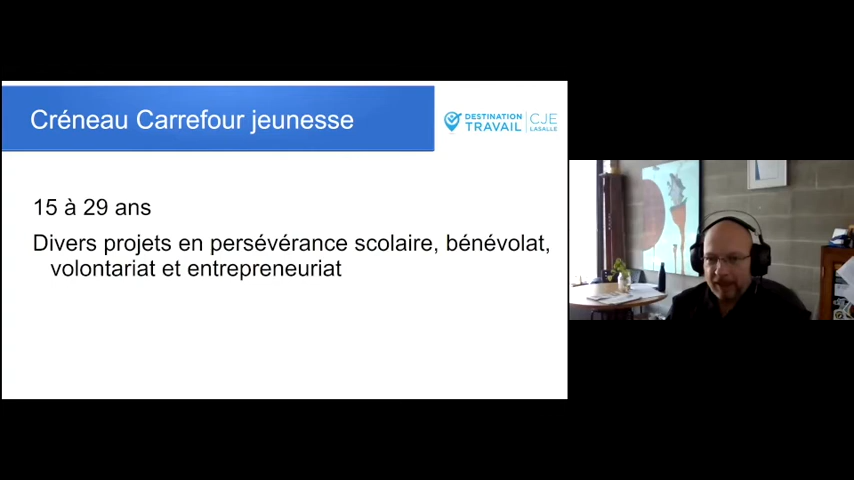 Créneau Carrefour jeunesse
DESTINATION
TRAVAIL
CJE
LASALLE
15 à 29 ans
Divers projets en persévérance scolaire, bénévolat,
volontariat et entrepreneuriat